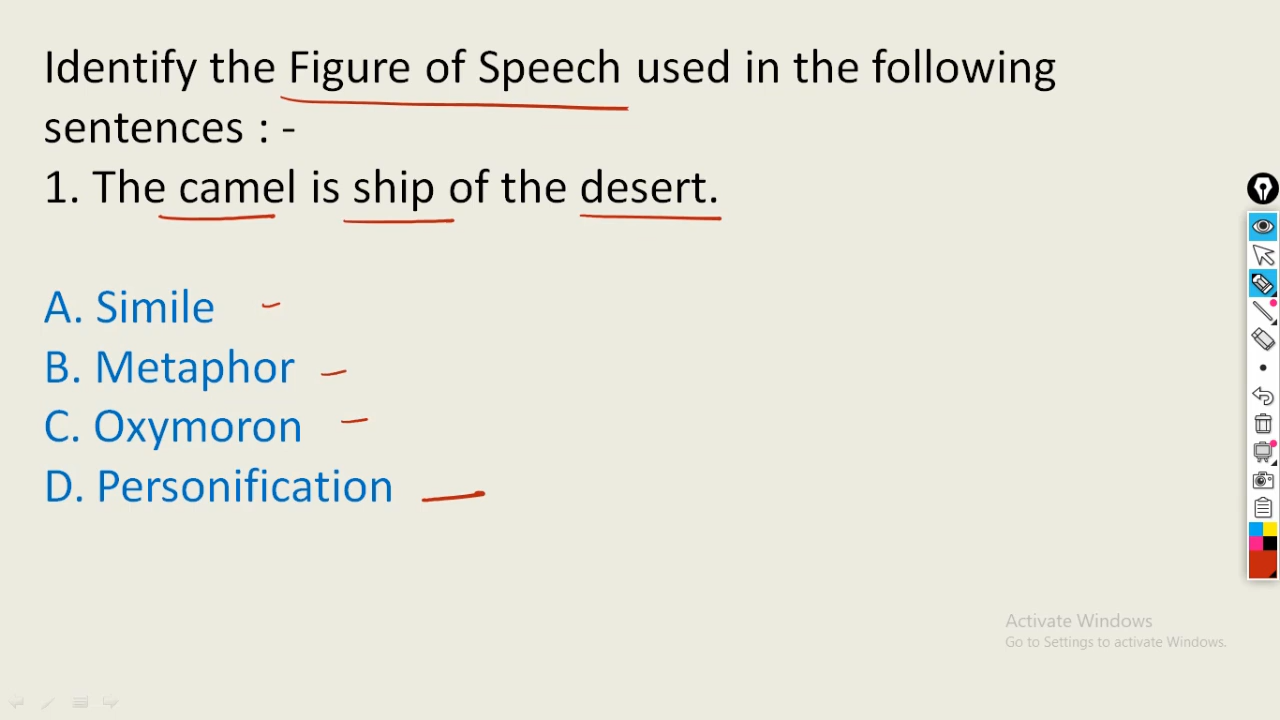 Identify the Figure of Speech used in the following
sentences : -
1. The camel is ship of the desert.
A. Simile
B. Metaphor
C. Oxymoron
D. Personification
Activate Windows
Go to Settings to activate Windows.